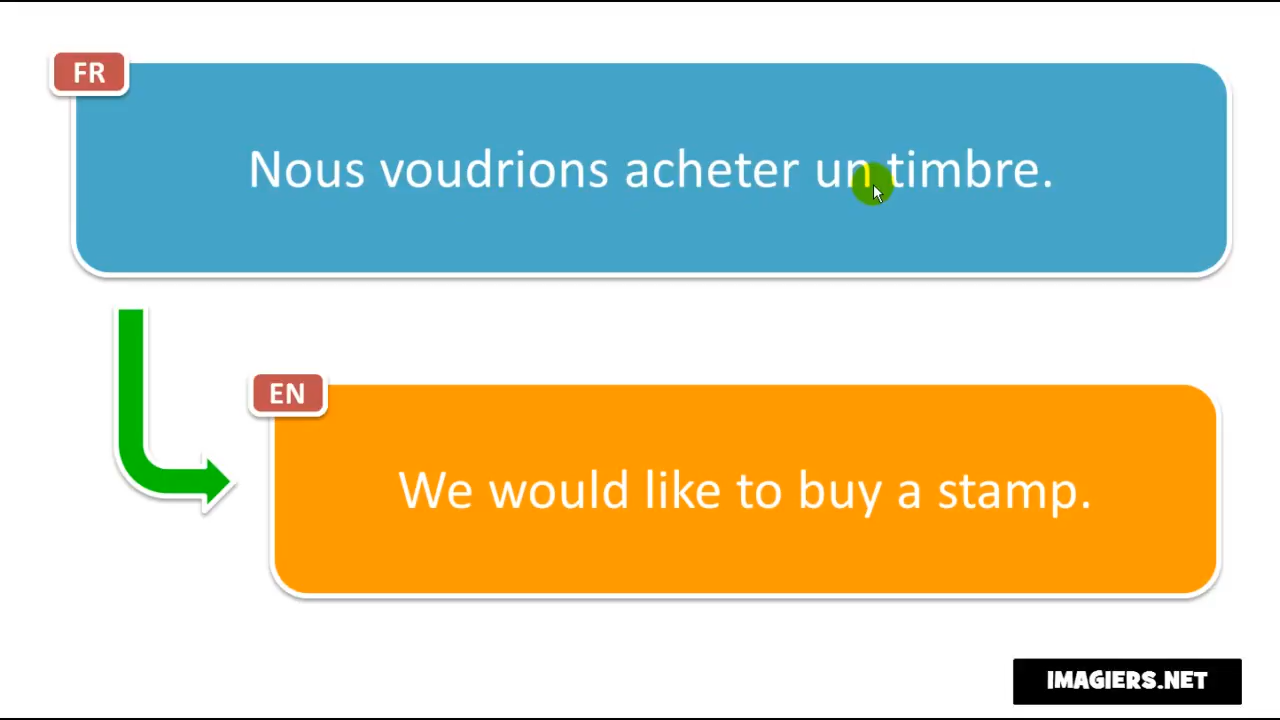 FR
Nous voudrions acheter un timbre.
EN
We would like to buy a stamp.
IMAGIERS.NET